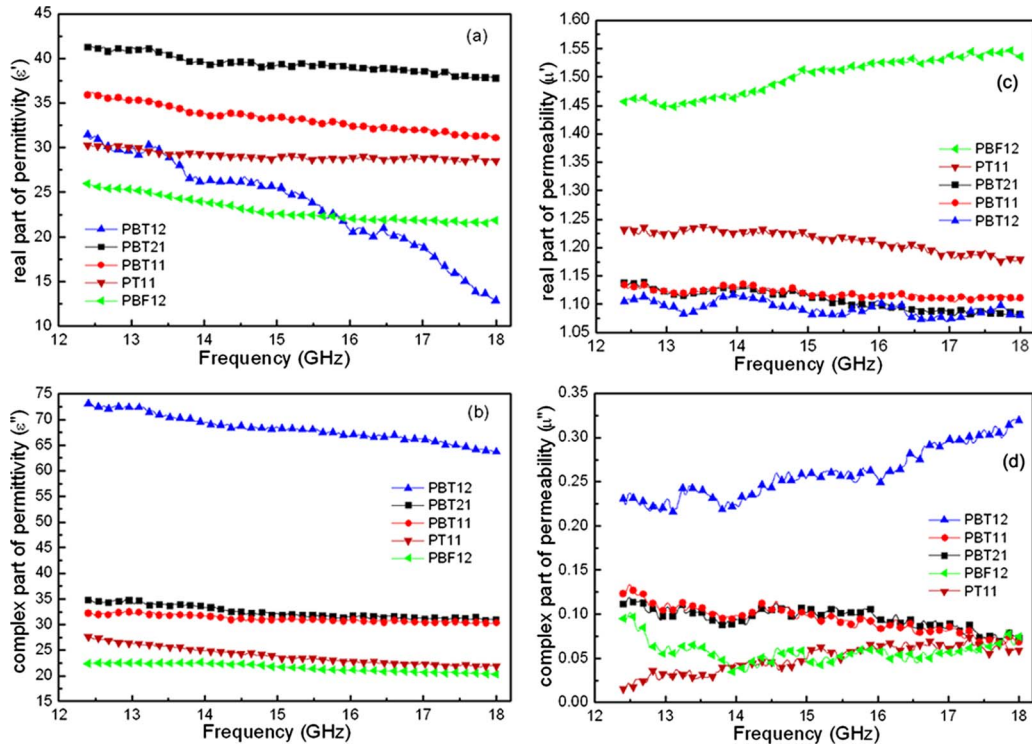 (a)
real part of permittivity (ε')
45
40
35
30
25
20
15
10
PBT12
PBT21
PBT11
PT11
PBF12
12 13 14 15 16 17 18
Frequency (GHz)
(c)
real part of permeability (μ')
1.55
1.50
1.45
1.40
1.30
1.25
1.20
1.15
1.10
1.05
PBF12
PT11
PBT21
PBT11
PBT12
12 13 14 15 16 17 18
Frequency (GHz)
(b)
complex part of permittivity (ε")
75
70
65
60
55
50
45
40
35
30
25
20
15
PBT12
PBT21
PBT11
PT11
PBF12
12 13 14 15 16 17 18
Frequency (GHz)
(d)
complex part of permeability (μ")
0.35
0.30
0.25
0.20
0.15
0.10
0.05
0.00
PBT12
PBT11
PBT21
PBF12
PT11
12 13 14 15 16 17 18
Frequency (GHz)